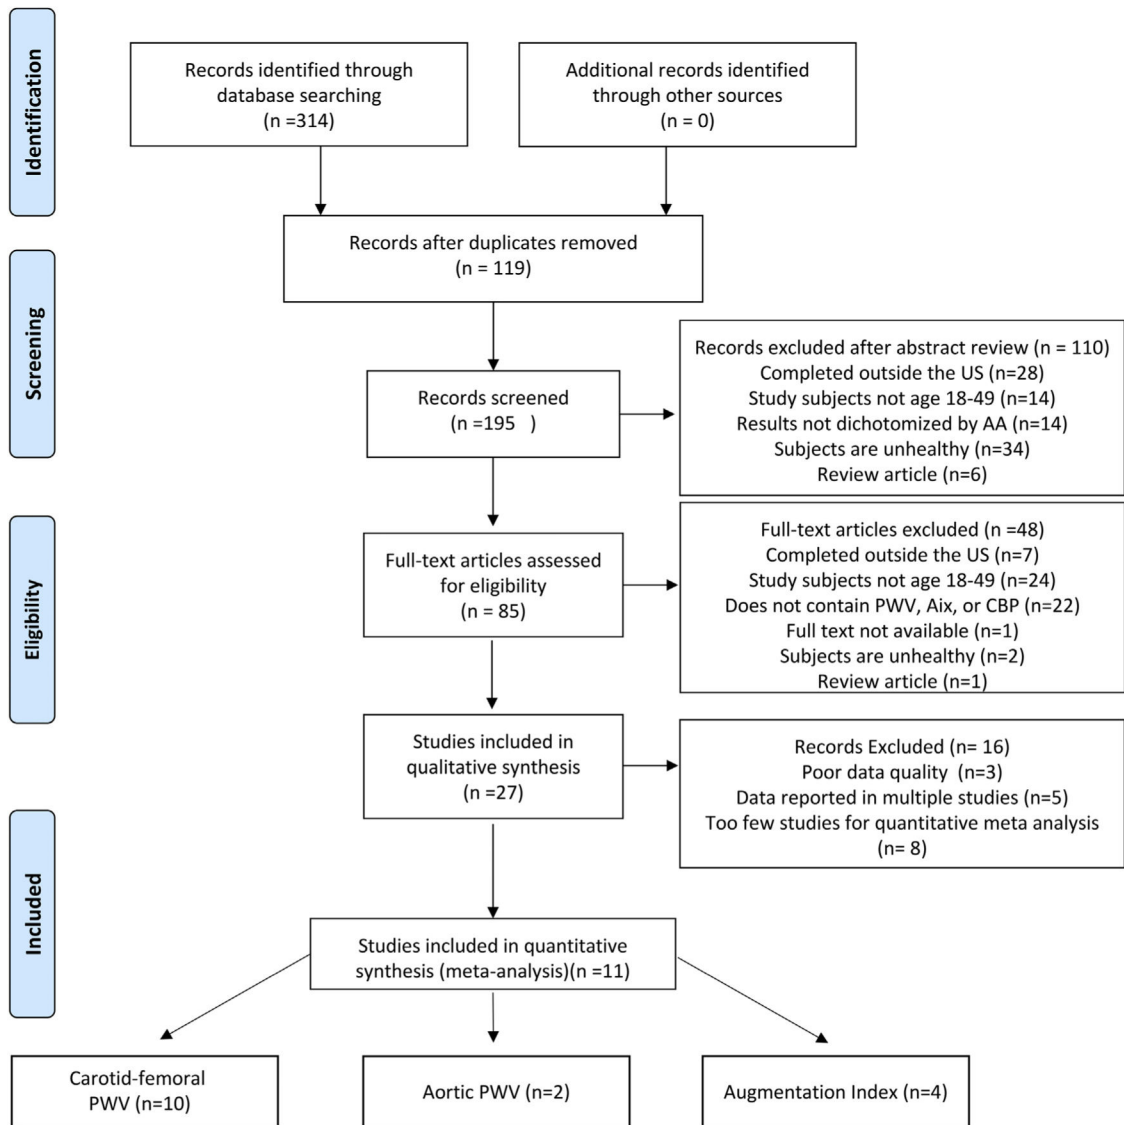 Identification
Records identified through
database searching
(n =314)
Additional records identified
through other sources
(n = 0)
Records after duplicates removed
(n = 119)
Screening
Records screened
(n =195   )
Records excluded after abstract review (n = 110)
Completed outside the US (n=28)
Study subjects not age 18-49 (n=14)
Results not dichotomized by AA (n=14)
Subjects are unhealthy (n=34)
Review article (n=6)
Eligibility
Full-text articles assessed
for eligibility
(n = 85)
Full-text articles excluded (n =48)
Completed outside the US (n=7)
Study subjects not age 18-49 (n=24)
Does not contain PWV, Aix, or CBP (n=22)
Full text not available (n=1)
Subjects are unhealthy (n=2)
Review article (n=1)
Studies included in
qualitative synthesis
(n =27)
Records Excluded (n= 16)
Poor data quality  (n=3)
Data reported in multiple studies (n=5)
Too few studies for quantitative meta analysis
(n= 8)
Included
Studies included in quantitative
synthesis (meta-analysis)(n =11)
Carotid-femoral
PWV (n=10)
Aortic PWV (n=2)
Augmentation Index (n=4)